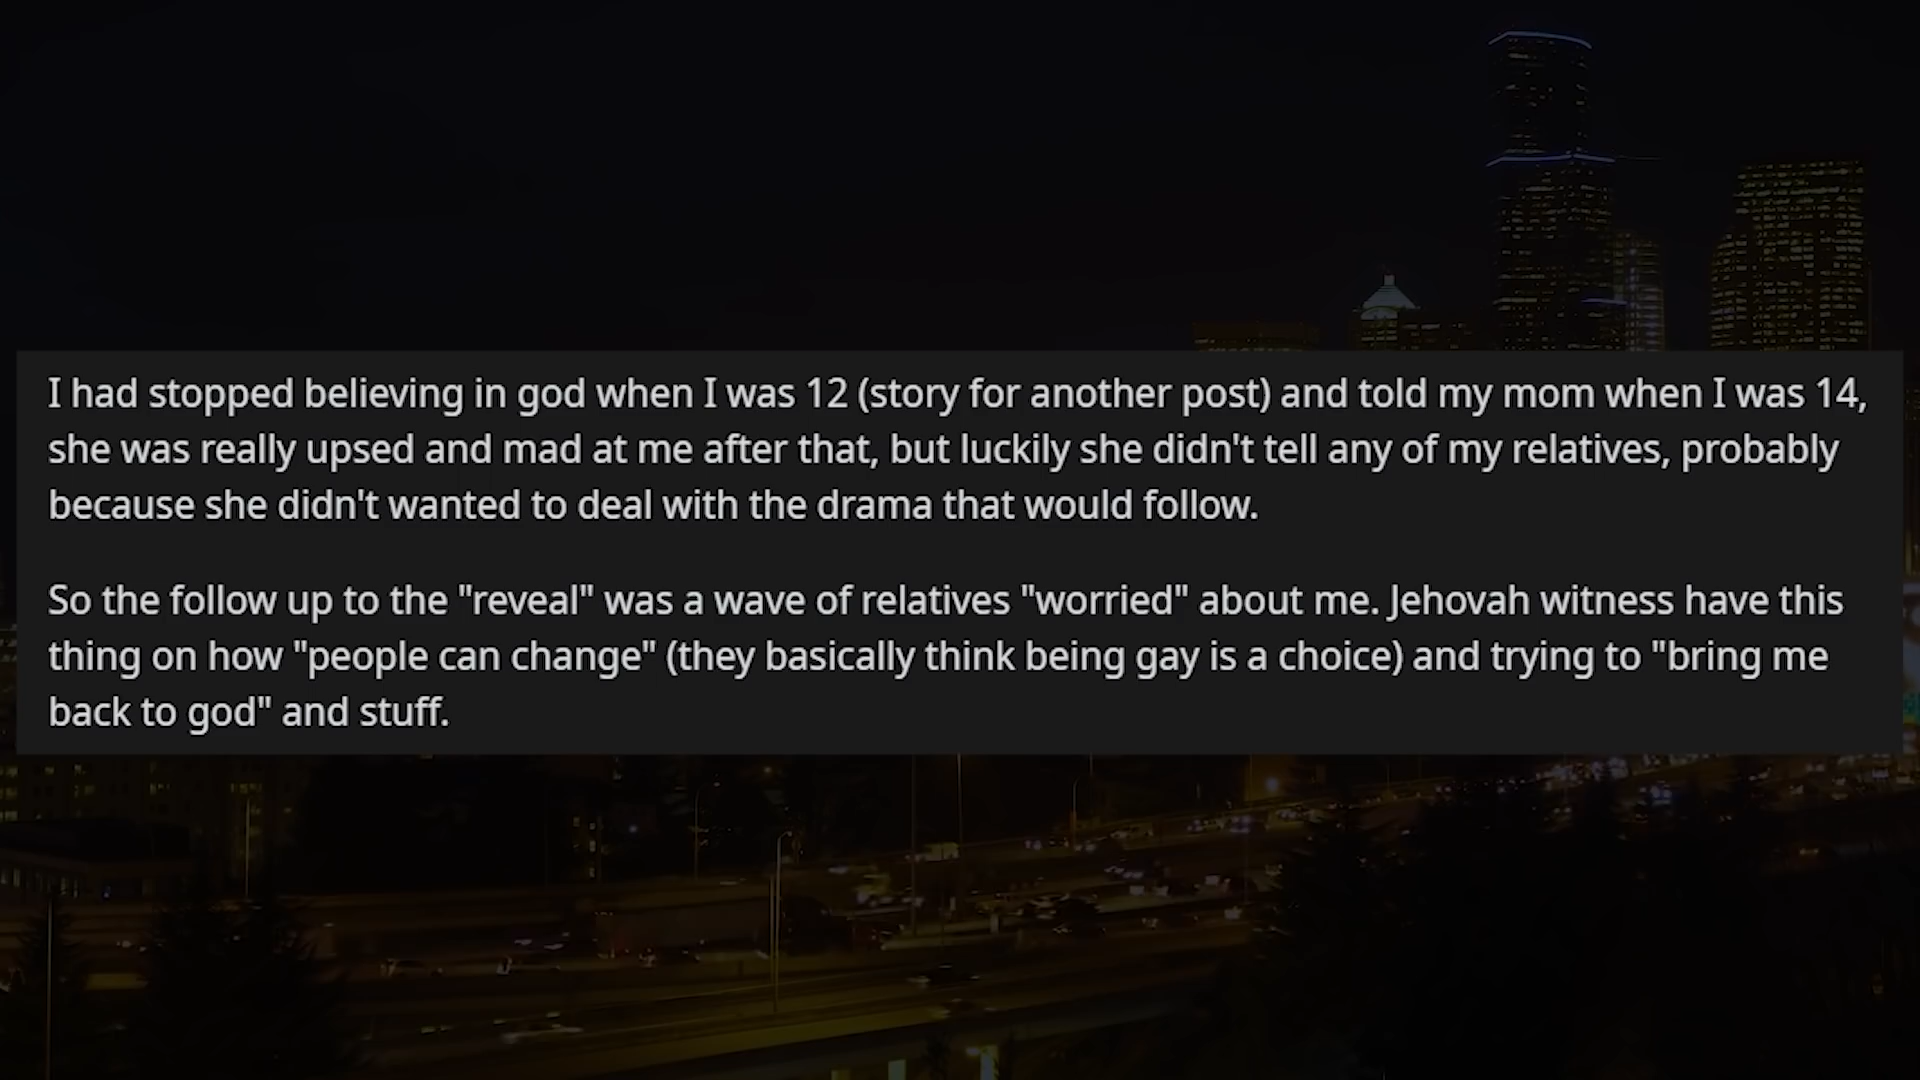 I had stopped believing in god when I was 12 (story for another post) and told my mom when I was 14,
she was really upsed and mad at me after that, but luckily she didn't tell any of my relatives, probably
because she didn't wanted to deal with the drama that would follow.
So the follow up to the "reveal" was a wave of relatives "worried" about me. Jehovah witness have this
thing on how "people can change" (they basically think being gay is a choice) and trying to "bring me
back to god" and stuff.